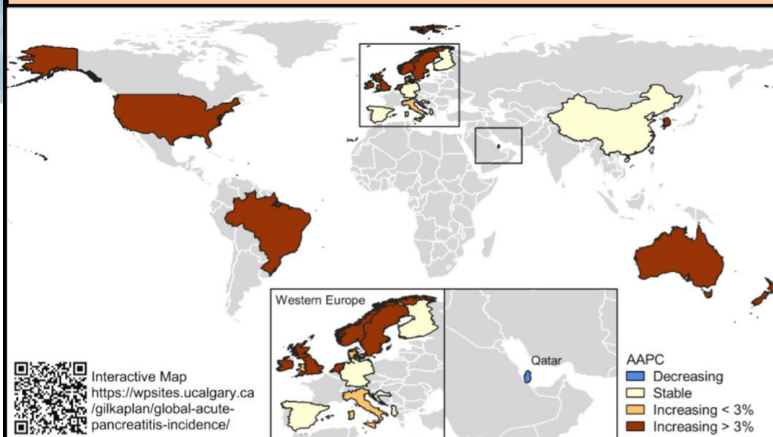 Western Europe
Qatar
Interactive Map
https://wpsites.ucalgary.ca
/gilkaplan/global-acute-
pancreatitis-incidence/
AAPC
Decreasing
Stable
Increasing < 3%
Increasing > 3%